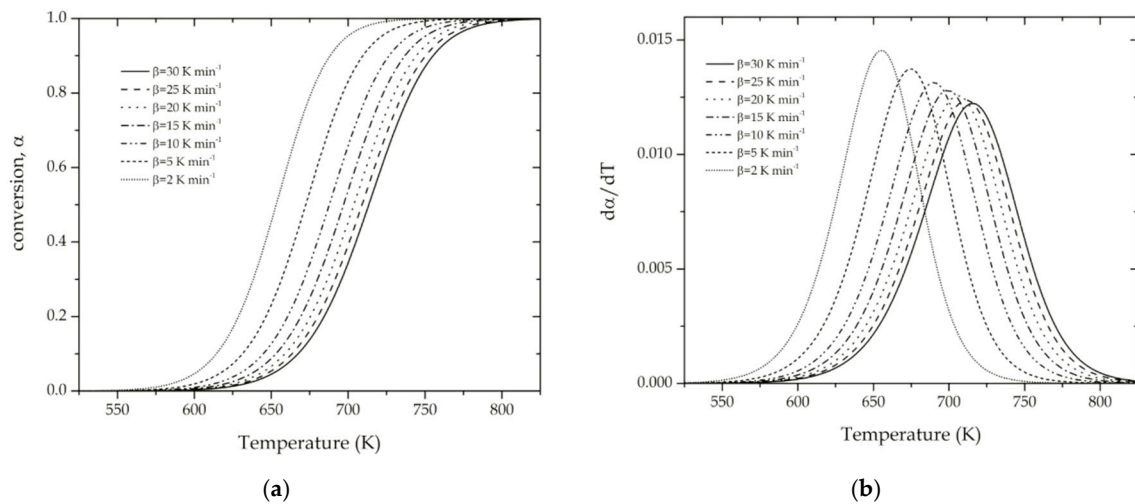 1.0
0.8
0.6
0.4
0.2
0.0
conversion, α
β=30 K min⁻¹
β=25 K min⁻¹
β=20 K min⁻¹
β=15 K min⁻¹
β=10 K min⁻¹
β=5 K min⁻¹
β=2 K min⁻¹
550 600 650 700 750 800
Temperature (K)
(a)
0.015
0.010
0.005
0.000
dα/dT
β=30 K min⁻¹
β=25 K min⁻¹
β=20 K min⁻¹
β=15 K min⁻¹
β=10 K min⁻¹
β=5 K min⁻¹
β=2 K min⁻¹
550 600 650 700 750 800
Temperature (K)
(b)